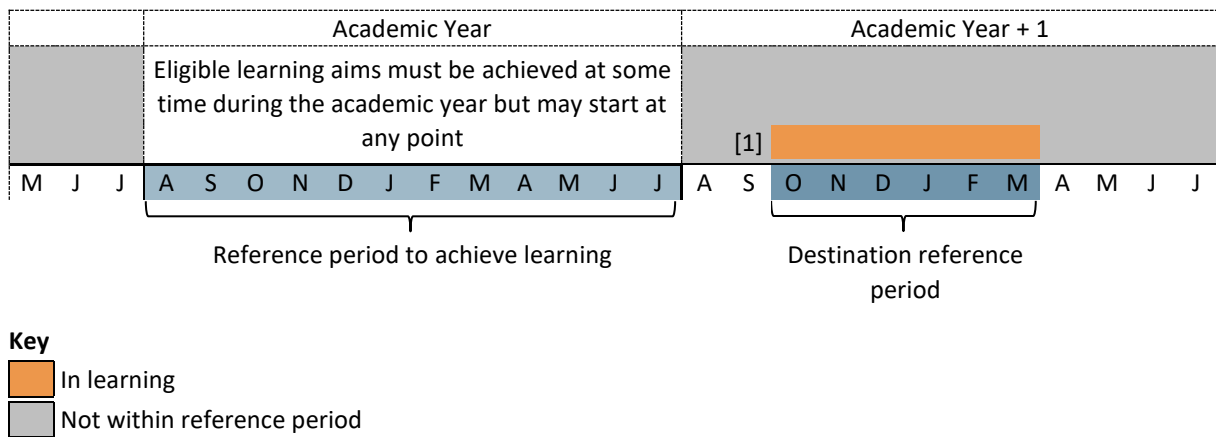 Academic Year
Academic Year + 1
Eligible learning aims must be achieved at some
time during the academic year but may start at
any point
[1]
M J J A S O N D J F M A M J J A S O N D J F M A M J J
Reference period to achieve learning
Destination reference
period
Key
In learning
Not within reference period